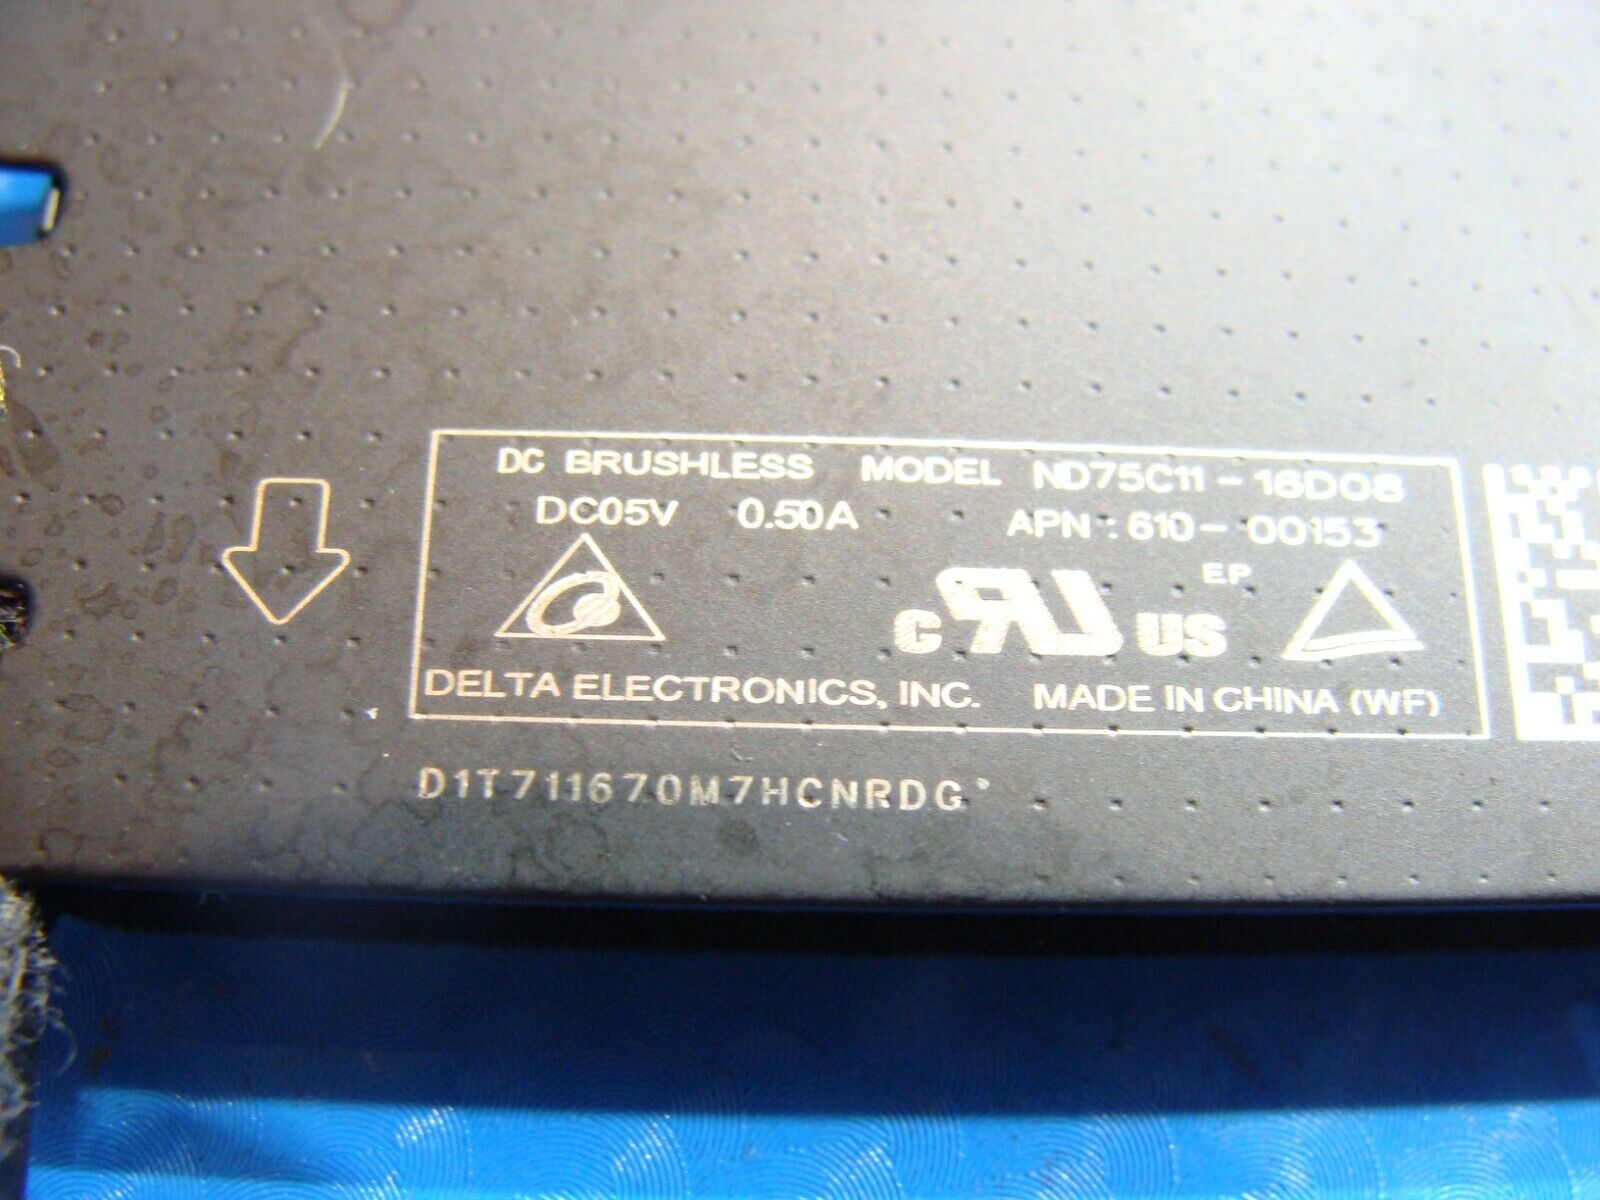 DC BRUSHLESS MODEL ND75C11-16D08
DC05V 0.50A APN : 610-00153
E.P
c RU US
DELTA ELECTRONICS, INC. MADE IN CHINA (WF)
D1T711670M7HCNRDG